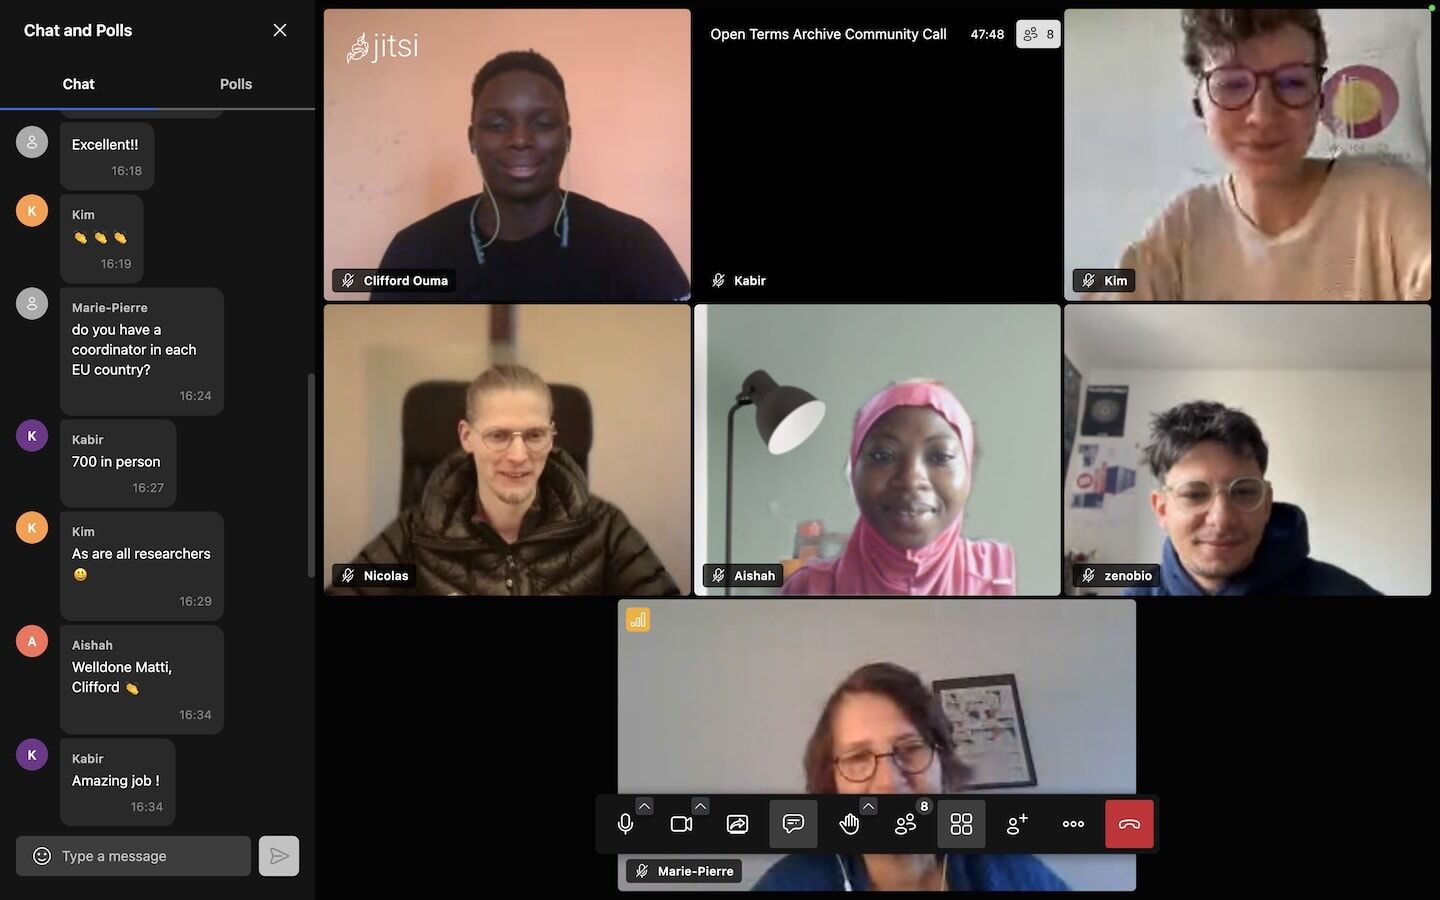 Chat and Polls
Chat
Polls
Excellent!!
16:18
K
Kim
16:19
Marie-Pierre
do you have a
coordinator in each
EU country?
16:24
K
Kabir
700 in person
16:27
K
Kim
As are all researchers
16:29
A
Aishah
Welldone Matti,
Clifford
16:34
K
Kabir
Amazing job !
16:34
Type a message
jitsi
Open Terms Archive Community Call
47:48
8
Clifford Ouma
Kabir
Kim
Nicolas
Aishah
zenobio
8
Marie-Pierre